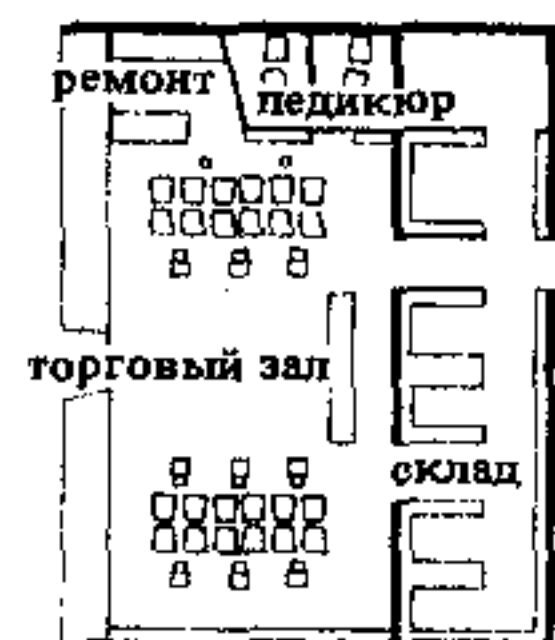 ремонт
педикюр
торговый зал
склад